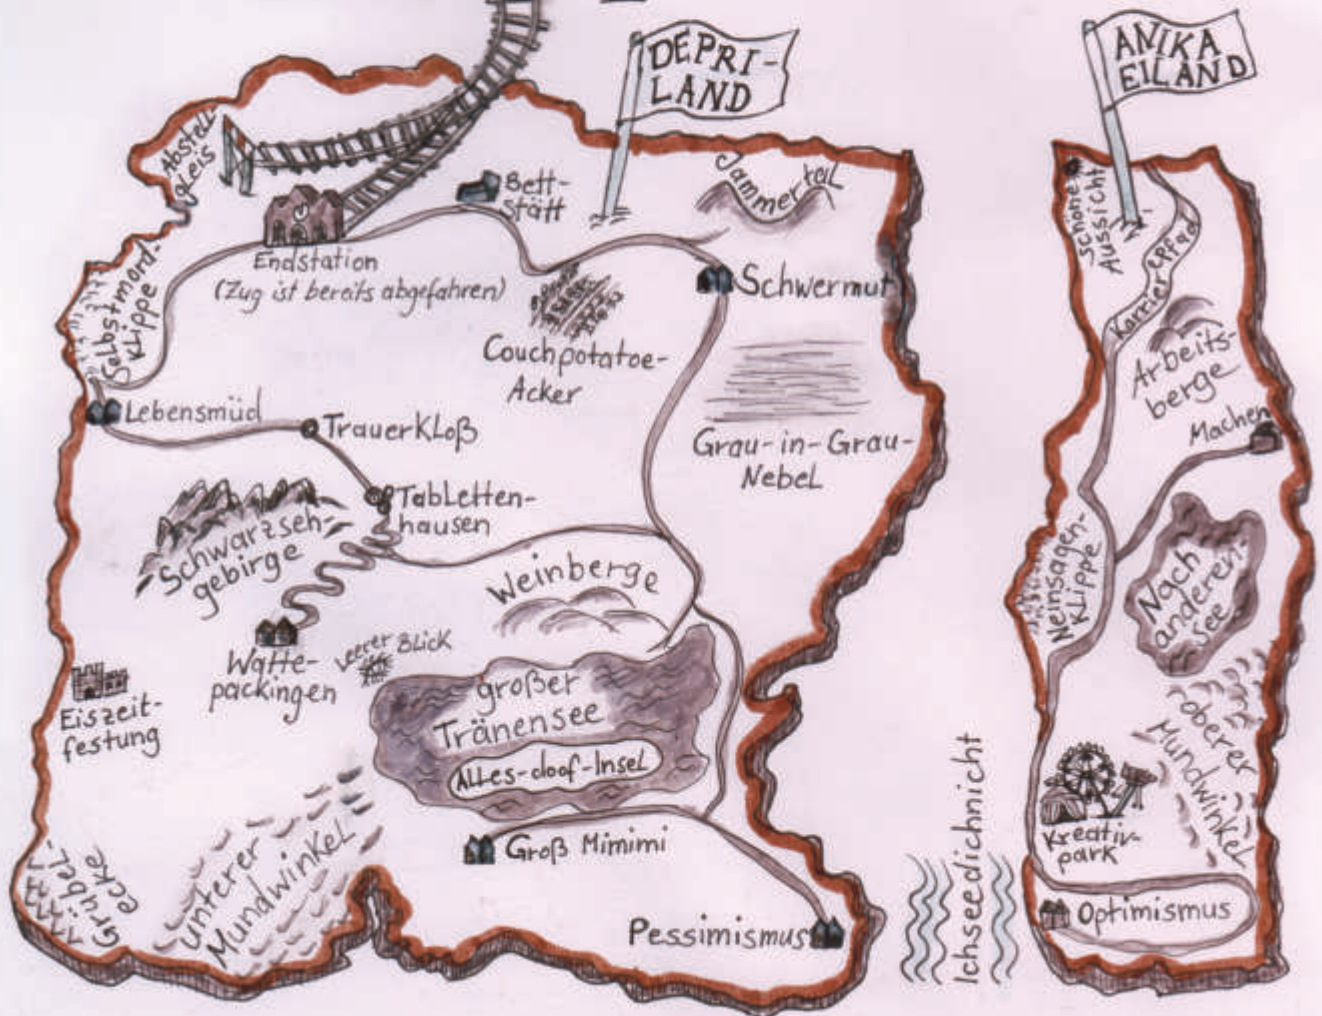 DEPRI-
LAND
Abstell
gleis
Bett-
stätt
Jammertal
Endstation
(Zug ist bereits abgefahren)
Selbstmord-
Klippe
Schwermut
Couchpotatoe-
Acker
Lebensmüd
Trauerkloß
Grau-in-Grau-
Nebel
Tabletten-
hausen
Schwarzseh-
gebirge
Weinberge
Watte-
packingen
leerer Blick
Eiszeit-
festung
großer
Tränensee
Alles-doof-Insel
Groß Mimimi
Grübel-
ecke
unterer
Mundwinkel
Pessimismus
Ichseedichnicht
ANIKA
EILAND
Schöne
Aussicht
Karriere Pfad
Arbeits-
berge
Machen
Neinsagen-
Klippe
Nach
anderen-
see
oberer
Mundwinkel
Kreativ-
park
Optimismus